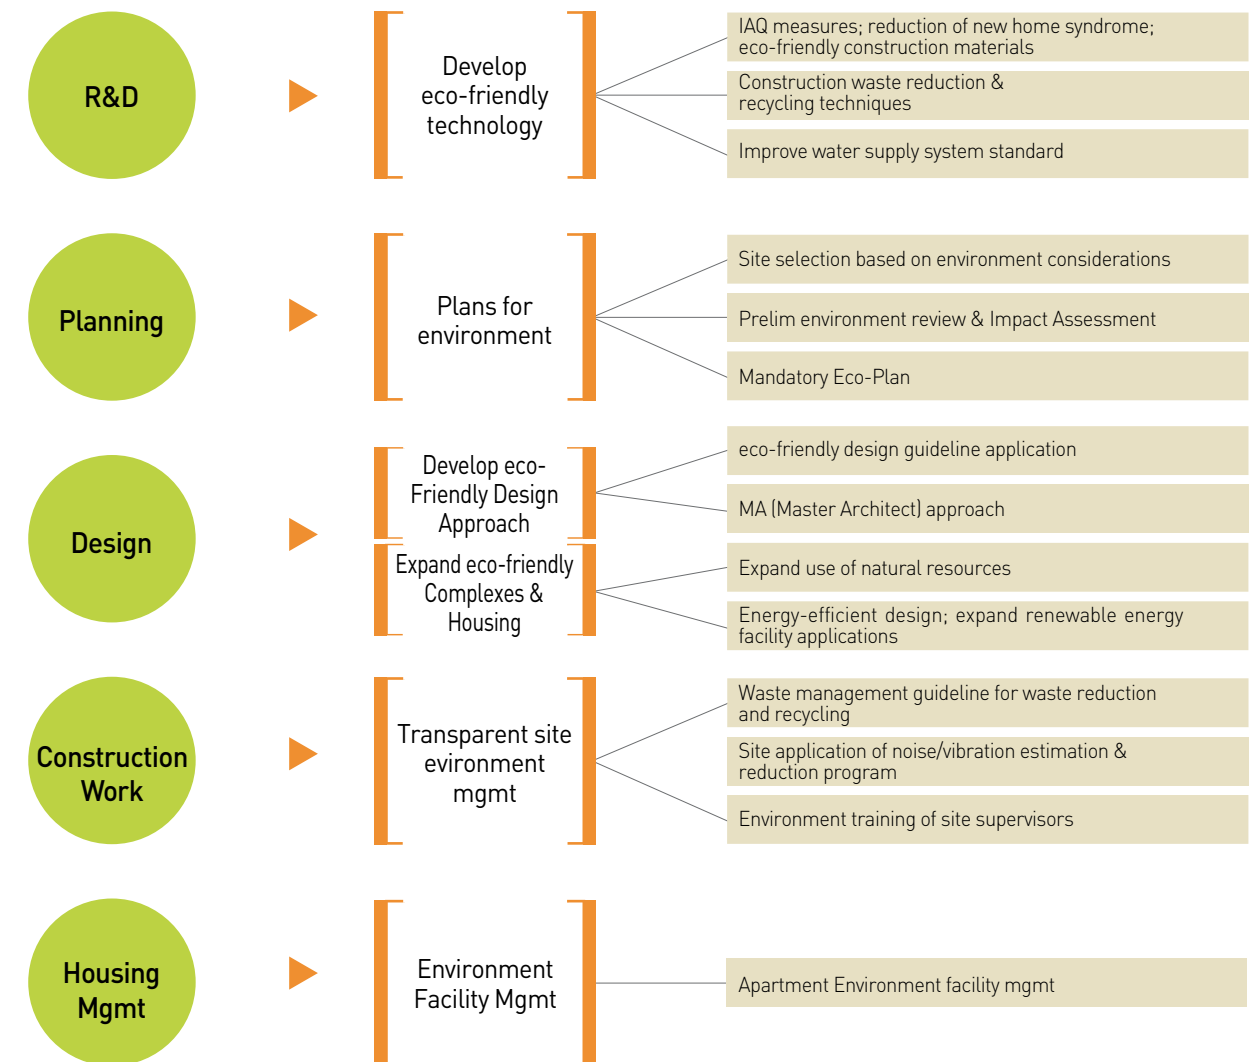 R&D
Develop
eco-friendly
technology
IAQ measures; reduction of new home syndrome;
eco-friendly construction materials
Construction waste reduction &
recycling techniques
Improve water supply system standard
Planning
Plans for
environment
Site selection based on environment considerations
Prelim environment review & Impact Assessment
Mandatory Eco-Plan
Design
Develop eco-
Friendly Design
Approach
eco-friendly design guideline application
MA (Master Architect) approach
Expand eco-friendly
Complexes &
Housing
Expand use of natural resources
Energy-efficient design; expand renewable energy
facility applications
Construction
Work
Transparent site
evironment
mgmt
Waste management guideline for waste reduction
and recycling
Site application of noise/vibration estimation &
reduction program
Environment training of site supervisors
Housing
Mgmt
Environment
Facility Mgmt
Apartment Environment facility mgmt